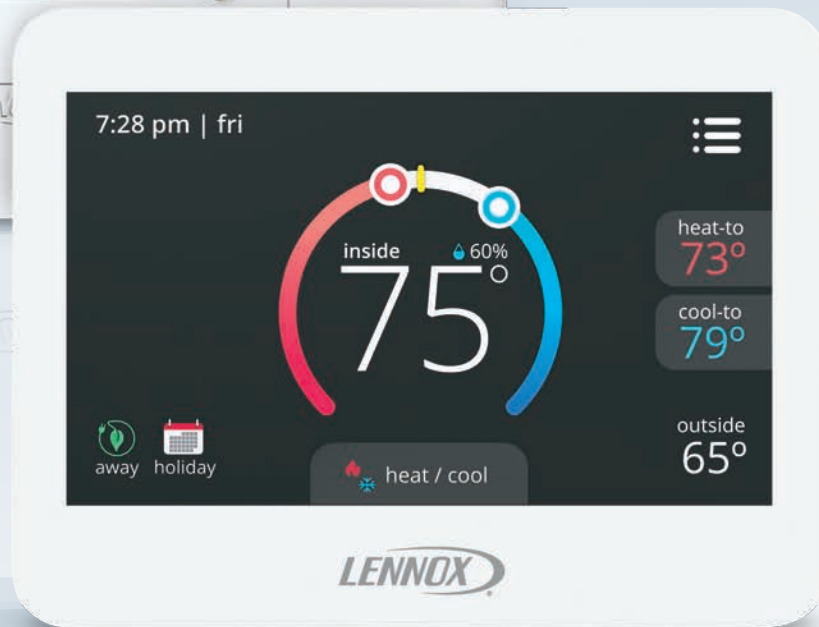 7:28 pm | fri
inside 60%
75°
heat-to
73°
cool-to
79°
outside
65°
away holiday
heat / cool
LENNOX